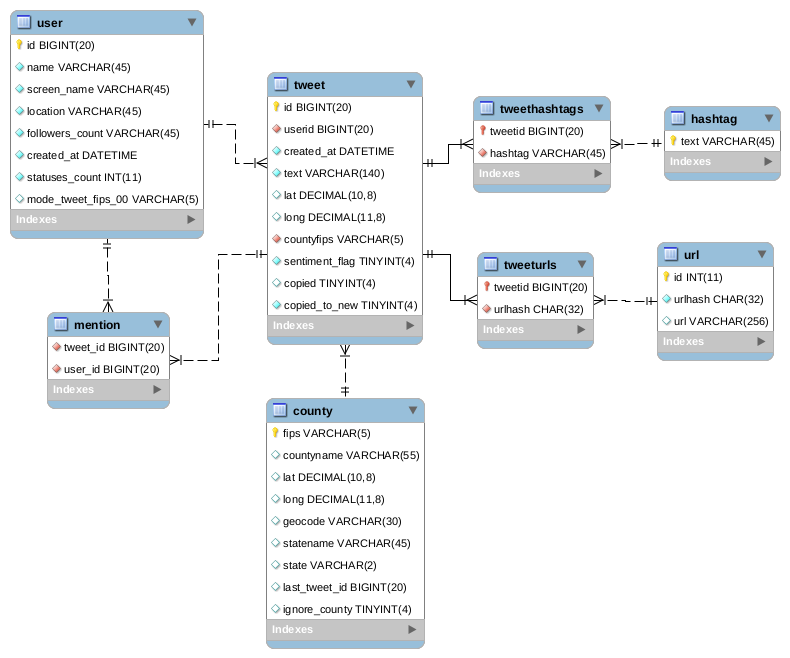 user
id BIGINT(20)
name VARCHAR(45)
screen_name VARCHAR(45)
location VARCHAR(45)
followers_count VARCHAR(45)
created_at DATETIME
statuses_count INT(11)
mode_tweet_fips_00 VARCHAR(5)
Indexes
mention
tweet_id BIGINT(20)
user_id BIGINT(20)
Indexes
tweet
id BIGINT(20)
userid BIGINT(20)
created_at DATETIME
text VARCHAR(140)
lat DECIMAL(10,8)
long DECIMAL(11,8)
countyfips VARCHAR(5)
sentiment_flag TINYINT(4)
copied TINYINT(4)
copied_to_new TINYINT(4)
Indexes
county
fips VARCHAR(5)
countyname VARCHAR(55)
lat DECIMAL(10,8)
long DECIMAL(11,8)
geocode VARCHAR(30)
statename VARCHAR(45)
state VARCHAR(2)
last_tweet_id BIGINT(20)
ignore_county TINYINT(4)
Indexes
tweethashtags
tweetid BIGINT(20)
hashtag VARCHAR(45)
Indexes
hashtag
text VARCHAR(45)
Indexes
tweeturls
tweetid BIGINT(20)
urlhash CHAR(32)
Indexes
url
id INT(11)
urlhash CHAR(32)
url VARCHAR(256)
Indexes